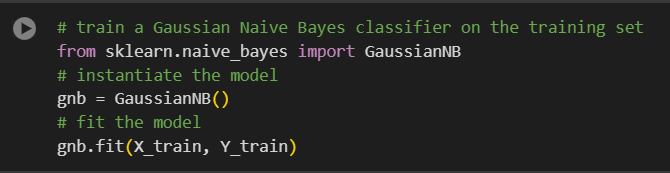 # train a Gaussian Naive Bayes classifier on the training set
from sklearn.naive_bayes import GaussianNB
# instantiate the model
gnb = GaussianNB()
# fit the model
gnb.fit(X_train, Y_train)